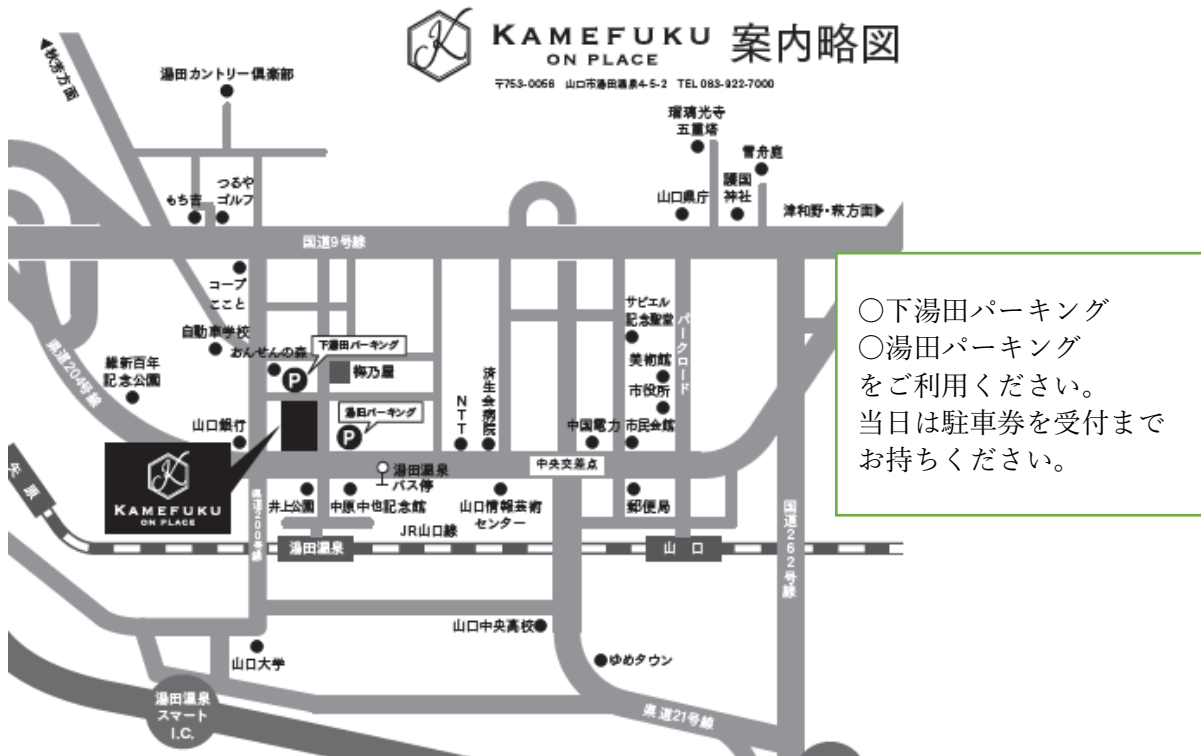 KAMEFUKU
ON PLACE
案内略図
〒753-0056 山口市湯田温泉4-5-2 TEL 083-922-7000
◀秋芳方面
湯田カントリー倶楽部
瑠璃光寺
五重塔
雪舟庭
つるや
ゴルフ
もち吉
山口県庁
護国
神社
津和野・萩方面▶
国道9号線
コープ
ここと
サビエル
記念聖堂
パークロード
自動車学校
おんせんの森
下湯田パーキング
P
梅乃屋
県道204号線
維新百年
記念公園
美術館
市役所
済生会病院
NTT
湯田パーキング
P
山口銀行
中国電力
市民会館
中央交差点
湯田温泉
バス停
KAMEFUKU
ON PLACE
矢原
県道200号線
井上公園
中原中也記念館
山口情報芸術
センター
郵便局
国道262号線
JR山口線
湯田温泉
山口
山口中央高校
山口大学
ゆめタウン
湯田温泉
スマート
I.C.
県道21号線
○下湯田パーキング
○湯田パーキング
をご利用ください。
当日は駐車券を受付まで
お持ちください。